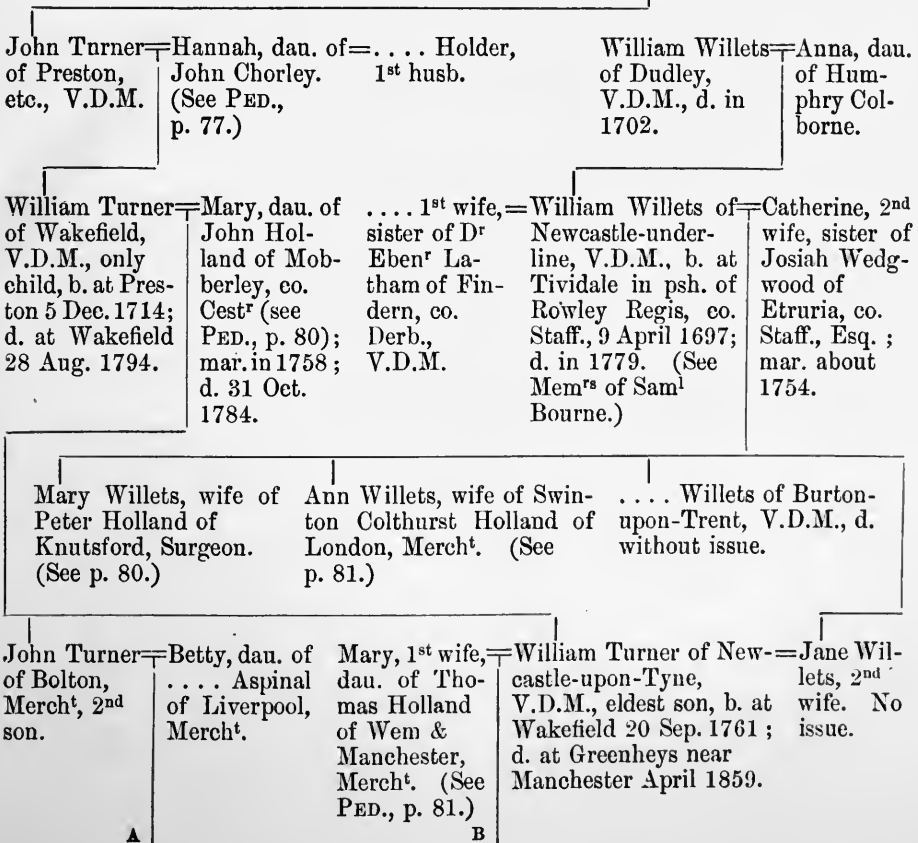 John Turner╤Hannah, dau. of=.... Holder,
of Preston,
etc., V.D.M.
John Chorley.
(See PED.,
p. 77.)
1st husb.
William Willets╤Anna, dau.
of Dudley,
V.D.M., d. in
1702.
of Hum-
phry Col-
borne.
William Turner╤Mary, dau. of
of Wakefield,
V.D.M., only
child, b. at Pres-
ton 5 Dec. 1714;
d. at Wakefield
28 Aug. 1794.
John Hol-
land of Mob-
berley, co.
Cestr (see
PED., p. 80);
mar. in 1758;
d. 31 Oct.
1784.
.... 1st wife,=William Willets of╤Catherine, 2nd
sister of Dr
Ebenr La-
tham of Fin-
dern, co.
Derb.,
V.D.M.
Newcastle-under-
line, V.D.M., b. at
Tividale in psh. of
Rowley Regis, co.
Staff., 9 April 1697;
d. in 1779. (See
Memrs of Saml
Bourne.)
wife, sister of
Josiah Wedg-
wood of
Etruria, co.
Staff., Esq.;
mar. about
1754.
Mary Willets, wife of
Peter Holland of
Knutsford, Surgeon.
(See p. 80.)
Ann Willets, wife of Swin-
ton Colthurst Holland of
London, Mercht. (See
p. 81.)
.... Willets of Burton-
upon-Trent, V.D.M., d.
without issue.
John Turner╤Betty, dau. of
of Bolton,
Mercht, 2nd
son.
.... Aspinal
of Liverpool,
Mercht.
Mary, 1st wife,╤William Turner of New-=Jane Wil-
dau. of Tho-
mas Holland
of Wem &
Manchester,
Mercht. (See
PED., p. 81.)
castle-upon-Tyne,
V.D.M., eldest son, b. at
Wakefield 20 Sep. 1761;
d. at Greenheys near
Manchester April 1859.
lets, 2nd
wife. No
issue.
A
B